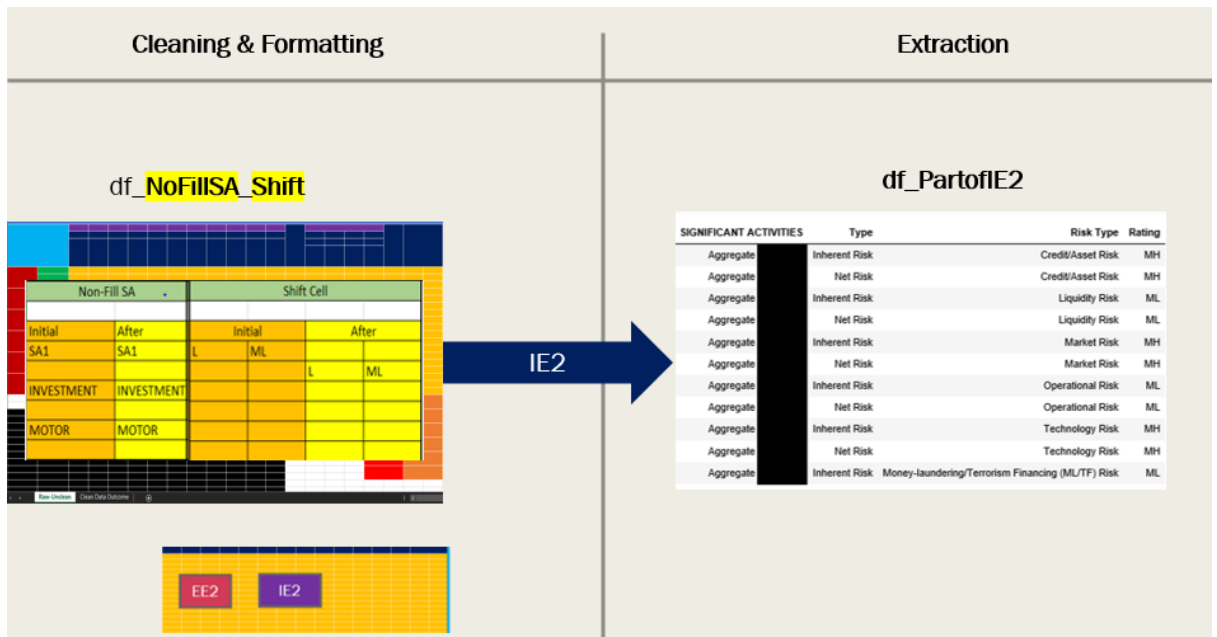 Cleaning & Formatting
Extraction
df_NoFillSA_Shift
Non-Fill SA
Shift Cell
Initial
After
Initial
After
SA1
SA1
L
ML
L
ML
INVESTMENT
INVESTMENT
MOTOR
MOTOR
Raw-Unclean
Clean Data Outcome
EE2
IE2
IE2
df_PartofIE2
SIGNIFICANT ACTIVITIES Type Risk Type Rating
Aggregate Inherent Risk Credit/Asset Risk MH
Aggregate Net Risk Credit/Asset Risk MH
Aggregate Inherent Risk Liquidity Risk ML
Aggregate Net Risk Liquidity Risk ML
Aggregate Inherent Risk Market Risk MH
Aggregate Net Risk Market Risk MH
Aggregate Inherent Risk Operational Risk ML
Aggregate Net Risk Operational Risk ML
Aggregate Inherent Risk Technology Risk MH
Aggregate Net Risk Technology Risk MH
Aggregate Inherent Risk Money-laundering/Terrorism Financing (ML/TF) Risk ML